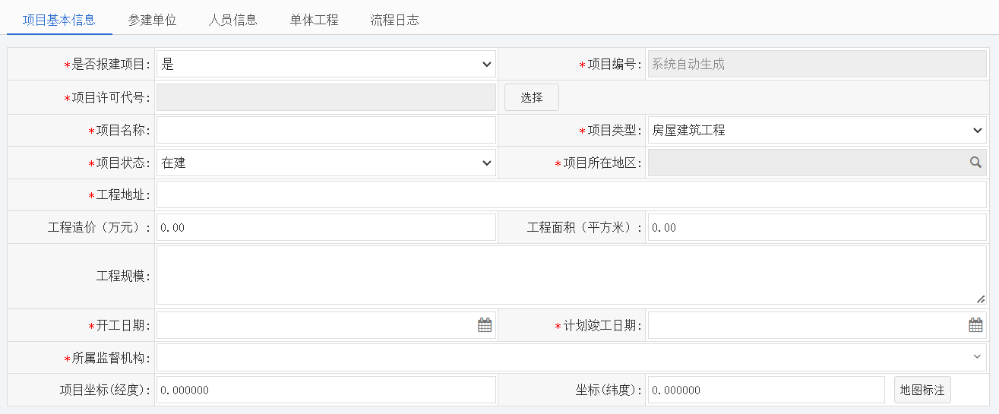 项目基本信息 参建单位 人员信息 单体工程 流程日志
*是否报建项目: 是 *项目编号: 系统自动生成
*项目许可代号: 选择
*项目名称: *项目类型: 房屋建筑工程
*项目状态: 在建 *项目所在地区:
*工程地址:
工程造价（万元）: 0.00 工程面积（平方米）: 0.00
工程规模:
*开工日期: *计划竣工日期:
*所属监督机构:
项目坐标(经度): 0.000000 坐标(纬度): 0.000000 地图标注